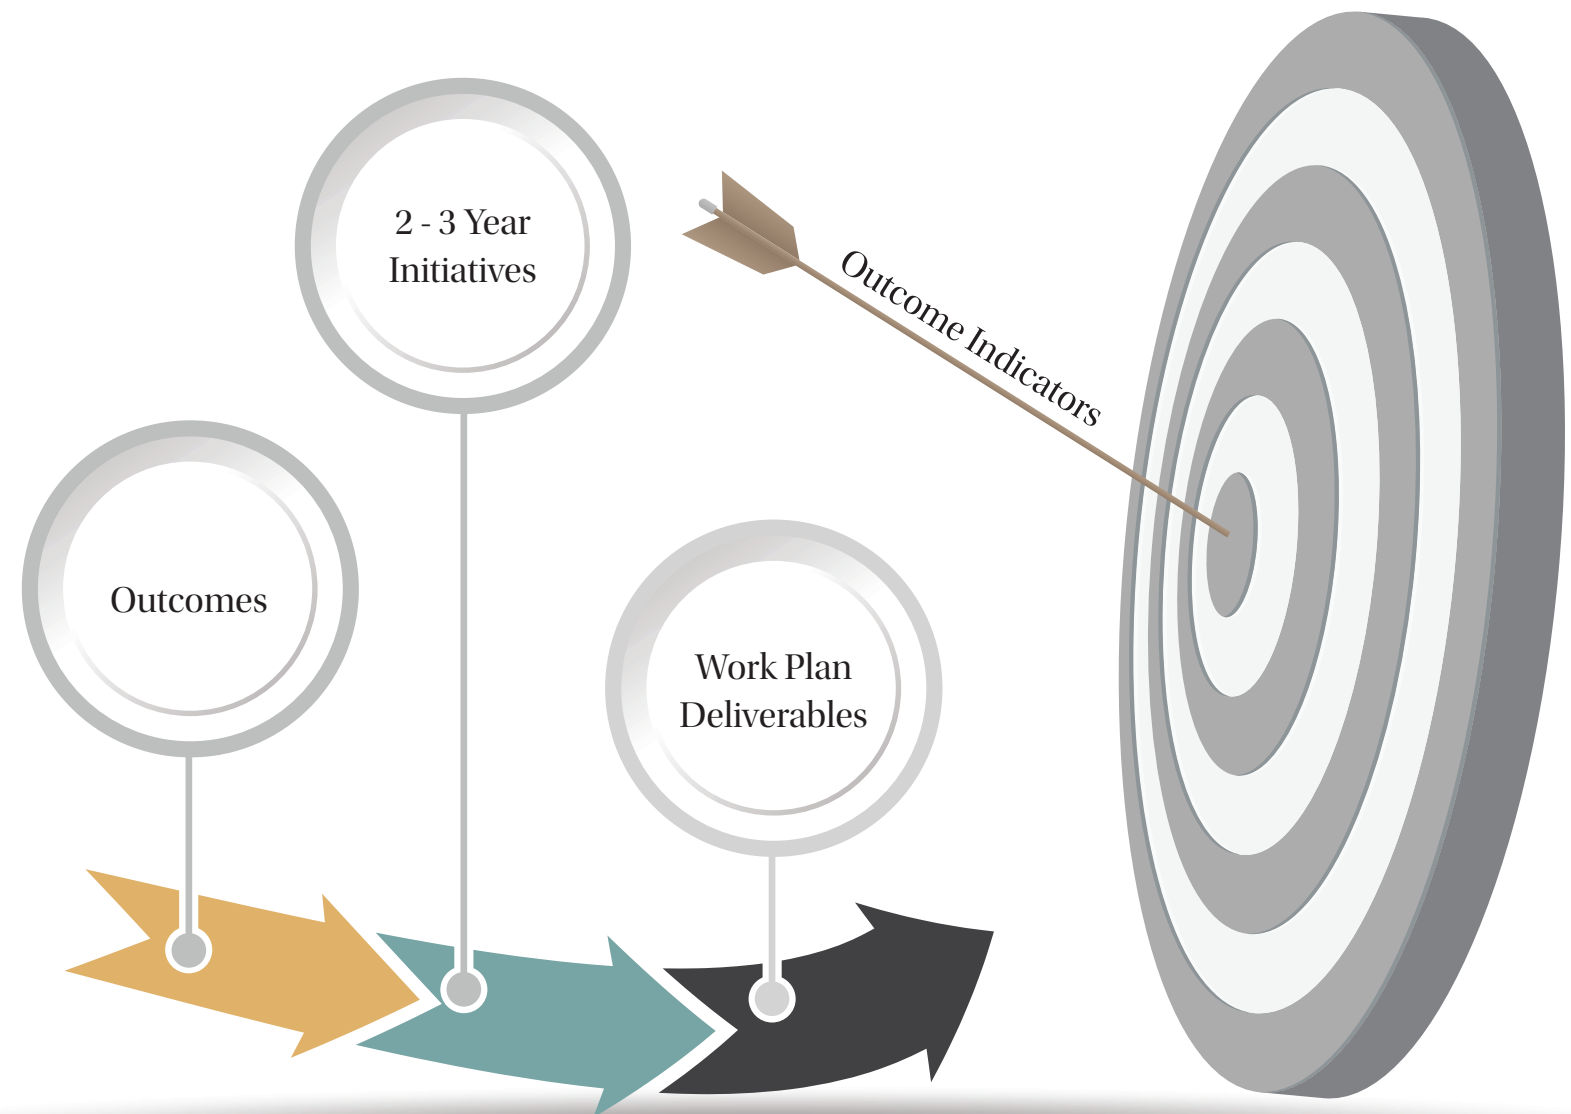 2 - 3 Year
Initiatives
Outcome Indicators
Outcomes
Work Plan
Deliverables